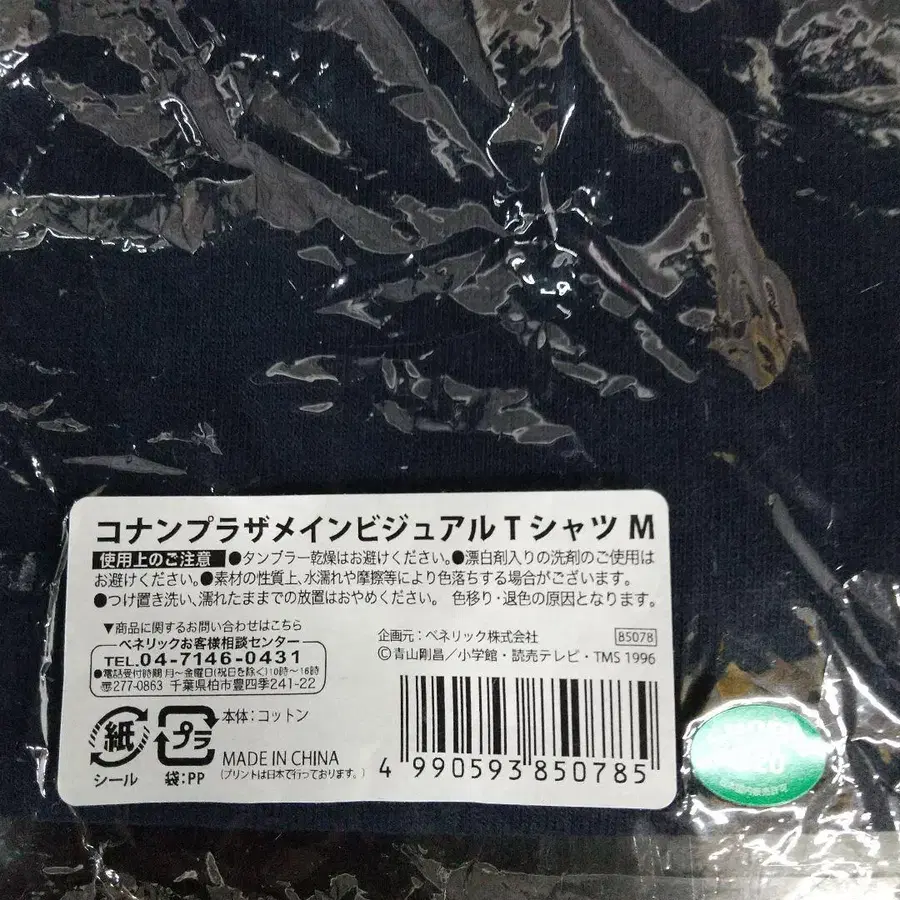 コナンプラザメインビジュアルTシャツ M
使用上のご注意 ●タンブラー乾燥はお避けください。●漂白剤入りの洗剤のご使用は
お避けください。●素材の性質上、水濡れや摩擦等により色落ちする場合がございます。
●つけ置き洗い、濡れたままでの放置はおやめください。 色移り・退色の原因となります。
▼商品に関するお問い合わせはこちら
ベネリックお客様相談センター
TEL.04-7146-0431
●電話受付時間 月~金曜日(祝日を除く)10時~16時
〒277-0863 千葉県柏市豊四季241-22
企画元:ベネリック株式会社 85078
©青山剛昌/小学館・読売テレビ・TMS 1996
紙
シール
プラ
袋:PP
本体:コットン
MADE IN CHINA
(プリントは日本で行っております。)
4 990593 850785